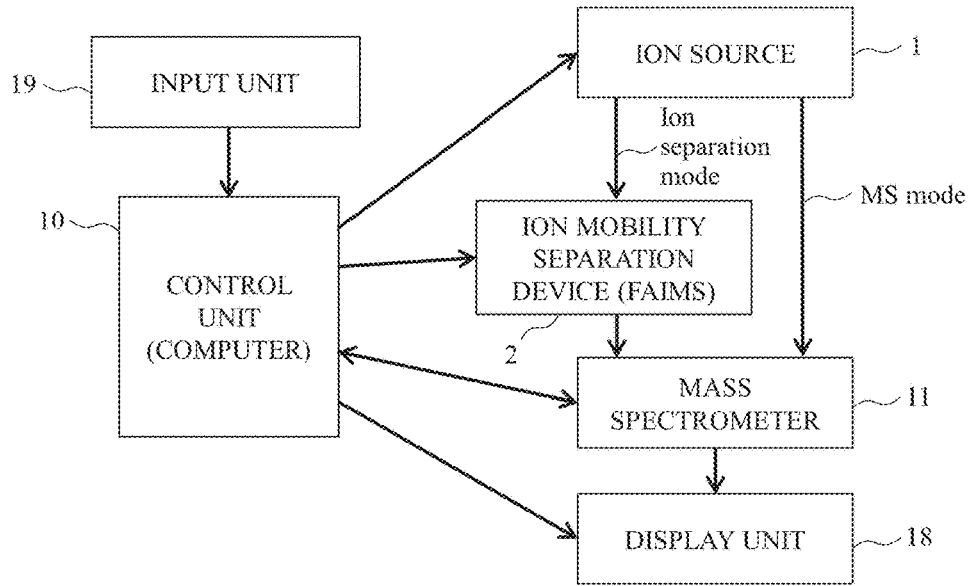 INPUT UNIT
19
ION SOURCE
1
Ion
separation
mode
MS mode
10
CONTROL
UNIT
(COMPUTER)
ION MOBILITY
SEPARATION
DEVICE (FAIMS)
2
MASS
SPECTROMETER
11
DISPLAY UNIT
18